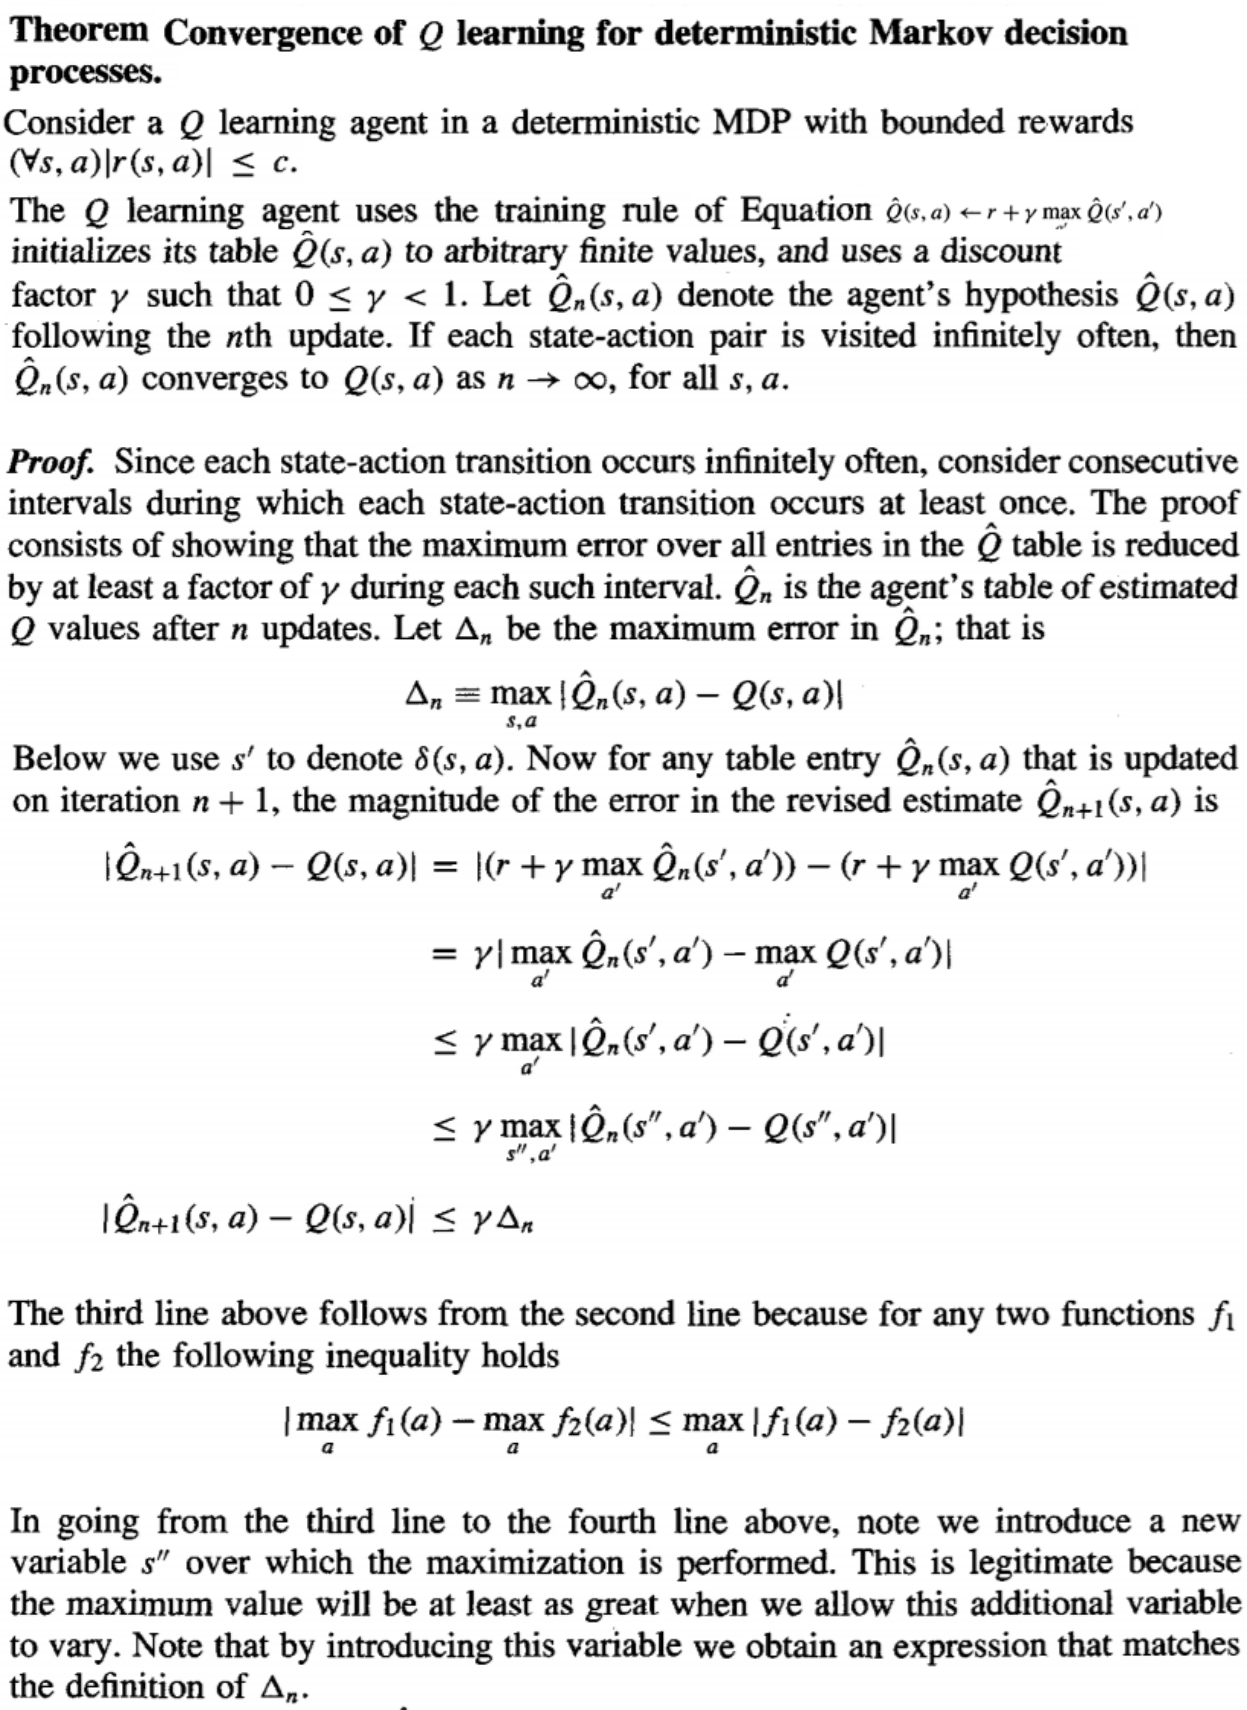 Theorem Convergence of Q learning for deterministic Markov decision
processes.
Consider a Q learning agent in a deterministic MDP with bounded rewards
(∀s, a)|r(s, a)| ≤ c.
The Q learning agent uses the training rule of Equation Q̂(s, a) ← r + γ max Q̂(s′, a′)
initializes its table Q̂(s, a) to arbitrary finite values, and uses a discount
factor γ such that 0 ≤ γ < 1. Let Q̂ₙ(s, a) denote the agent's hypothesis Q̂(s, a)
following the nth update. If each state-action pair is visited infinitely often, then
Q̂ₙ(s, a) converges to Q(s, a) as n → ∞, for all s, a.
Proof. Since each state-action transition occurs infinitely often, consider consecutive
intervals during which each state-action transition occurs at least once. The proof
consists of showing that the maximum error over all entries in the Q̂ table is reduced
by at least a factor of γ during each such interval. Q̂ₙ is the agent's table of estimated
Q values after n updates. Let Δₙ be the maximum error in Q̂ₙ; that is
Δₙ ≡ max |Q̂ₙ(s, a) − Q(s, a)|
s,a
Below we use s′ to denote δ(s, a). Now for any table entry Q̂ₙ(s, a) that is updated
on iteration n + 1, the magnitude of the error in the revised estimate Q̂ₙ₊₁(s, a) is
|Q̂ₙ₊₁(s, a) − Q(s, a)| = |(r + γ max Q̂ₙ(s′, a′)) − (r + γ max Q(s′, a′))|
a′ a′
= γ| max Q̂ₙ(s′, a′) − max Q(s′, a′)|
a′ a′
≤ γ max |Q̂ₙ(s′, a′) − Q(s′, a′)|
a′
≤ γ max |Q̂ₙ(s″, a′) − Q(s″, a′)|
s″,a′
|Q̂ₙ₊₁(s, a) − Q(s, a)| ≤ γ Δₙ
The third line above follows from the second line because for any two functions f₁
and f₂ the following inequality holds
| max f₁(a) − max f₂(a)| ≤ max |f₁(a) − f₂(a)|
a a a
In going from the third line to the fourth line above, note we introduce a new
variable s″ over which the maximization is performed. This is legitimate because
the maximum value will be at least as great when we allow this additional variable
to vary. Note that by introducing this variable we obtain an expression that matches
the definition of Δₙ.